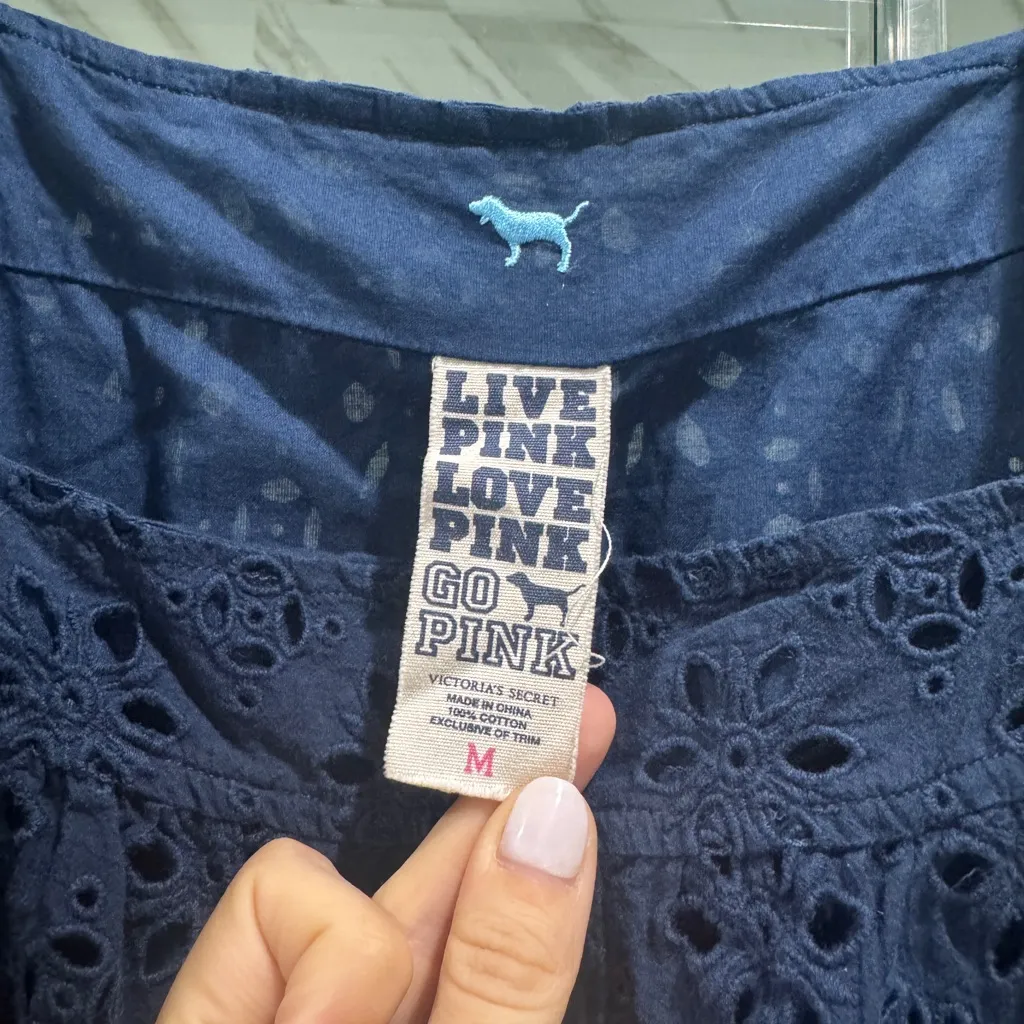 LIVE
PINK
LOVE
PINK
GO
PINK
VICTORIA'S SECRET
MADE IN CHINA
100% COTTON
EXCLUSIVE OF TRIM
M